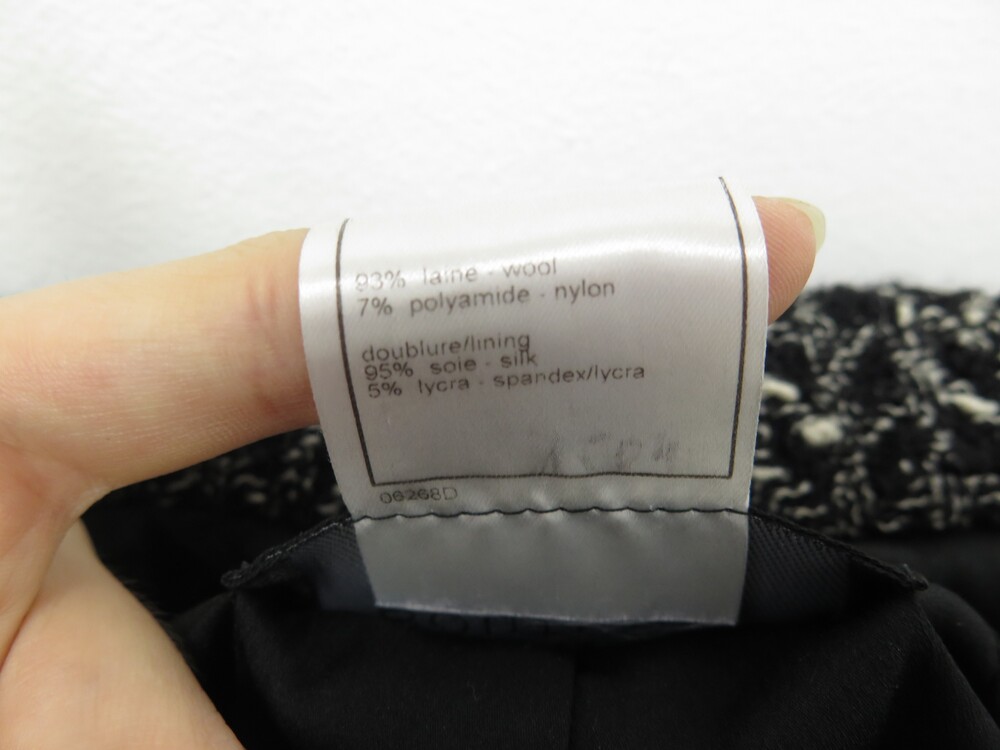 93% laine - wool
7% polyamide - nylon
doublure/lining
95% soie - silk
5% lycra - spandex/lycra
06268D